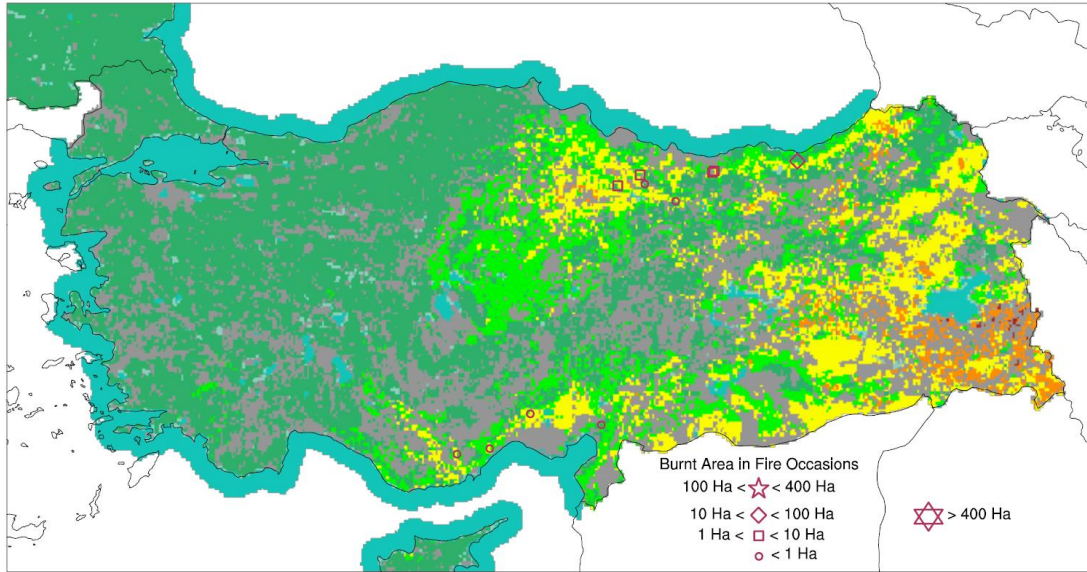 Burnt Area in Fire Occasions
100 Ha < < 400 Ha
10 Ha < < 100 Ha
> 400 Ha
1 Ha < < 10 Ha
< 1 Ha